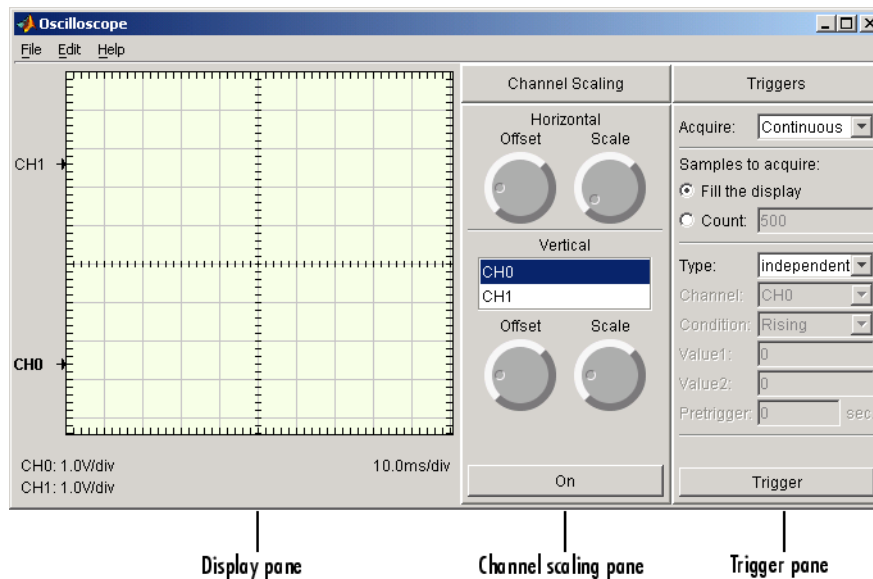 Oscilloscope
File Edit Help
CH1
CH0
CH0: 1.0V/div
CH1: 1.0V/div
10.0ms/div
Channel Scaling
Horizontal
Offset Scale
Vertical
CH0
CH1
Offset Scale
On
Triggers
Acquire: Continuous
Samples to acquire:
Fill the display
Count: 500
Type: independent
Channel: CH0
Condition: Rising
Value1: 0
Value2: 0
Pretrigger: 0 sec
Trigger
Display pane
Channel scaling pane
Trigger pane